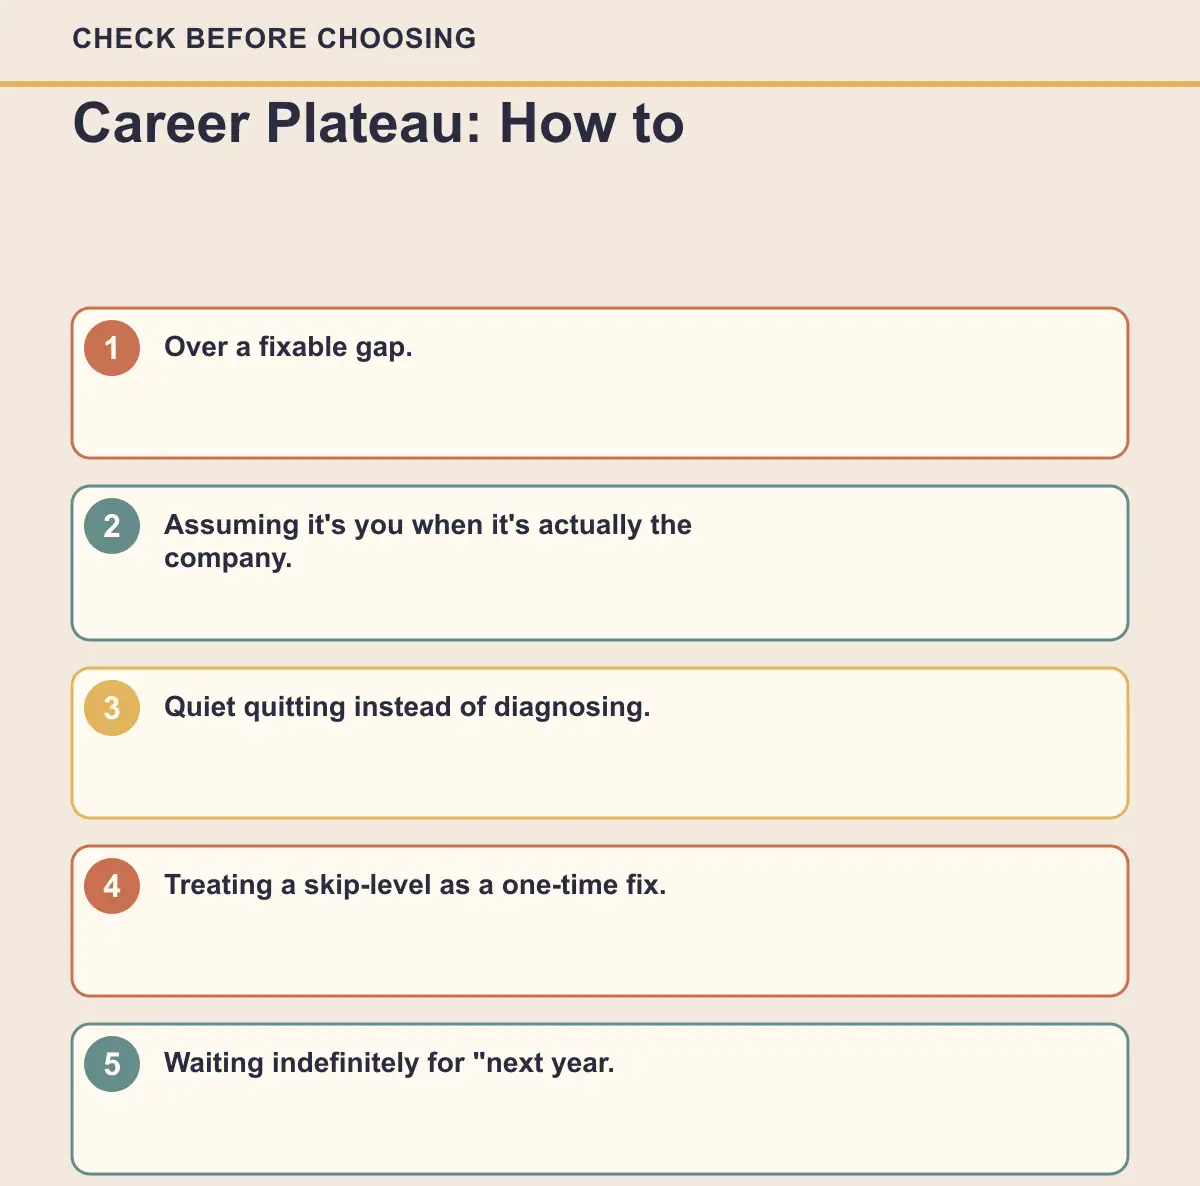 CHECK BEFORE CHOOSING
Career Plateau: How to
1
Over a fixable gap.
2
Assuming it's you when it's actually the
company.
3
Quiet quitting instead of diagnosing.
4
Treating a skip-level as a one-time fix.
5
Waiting indefinitely for "next year.